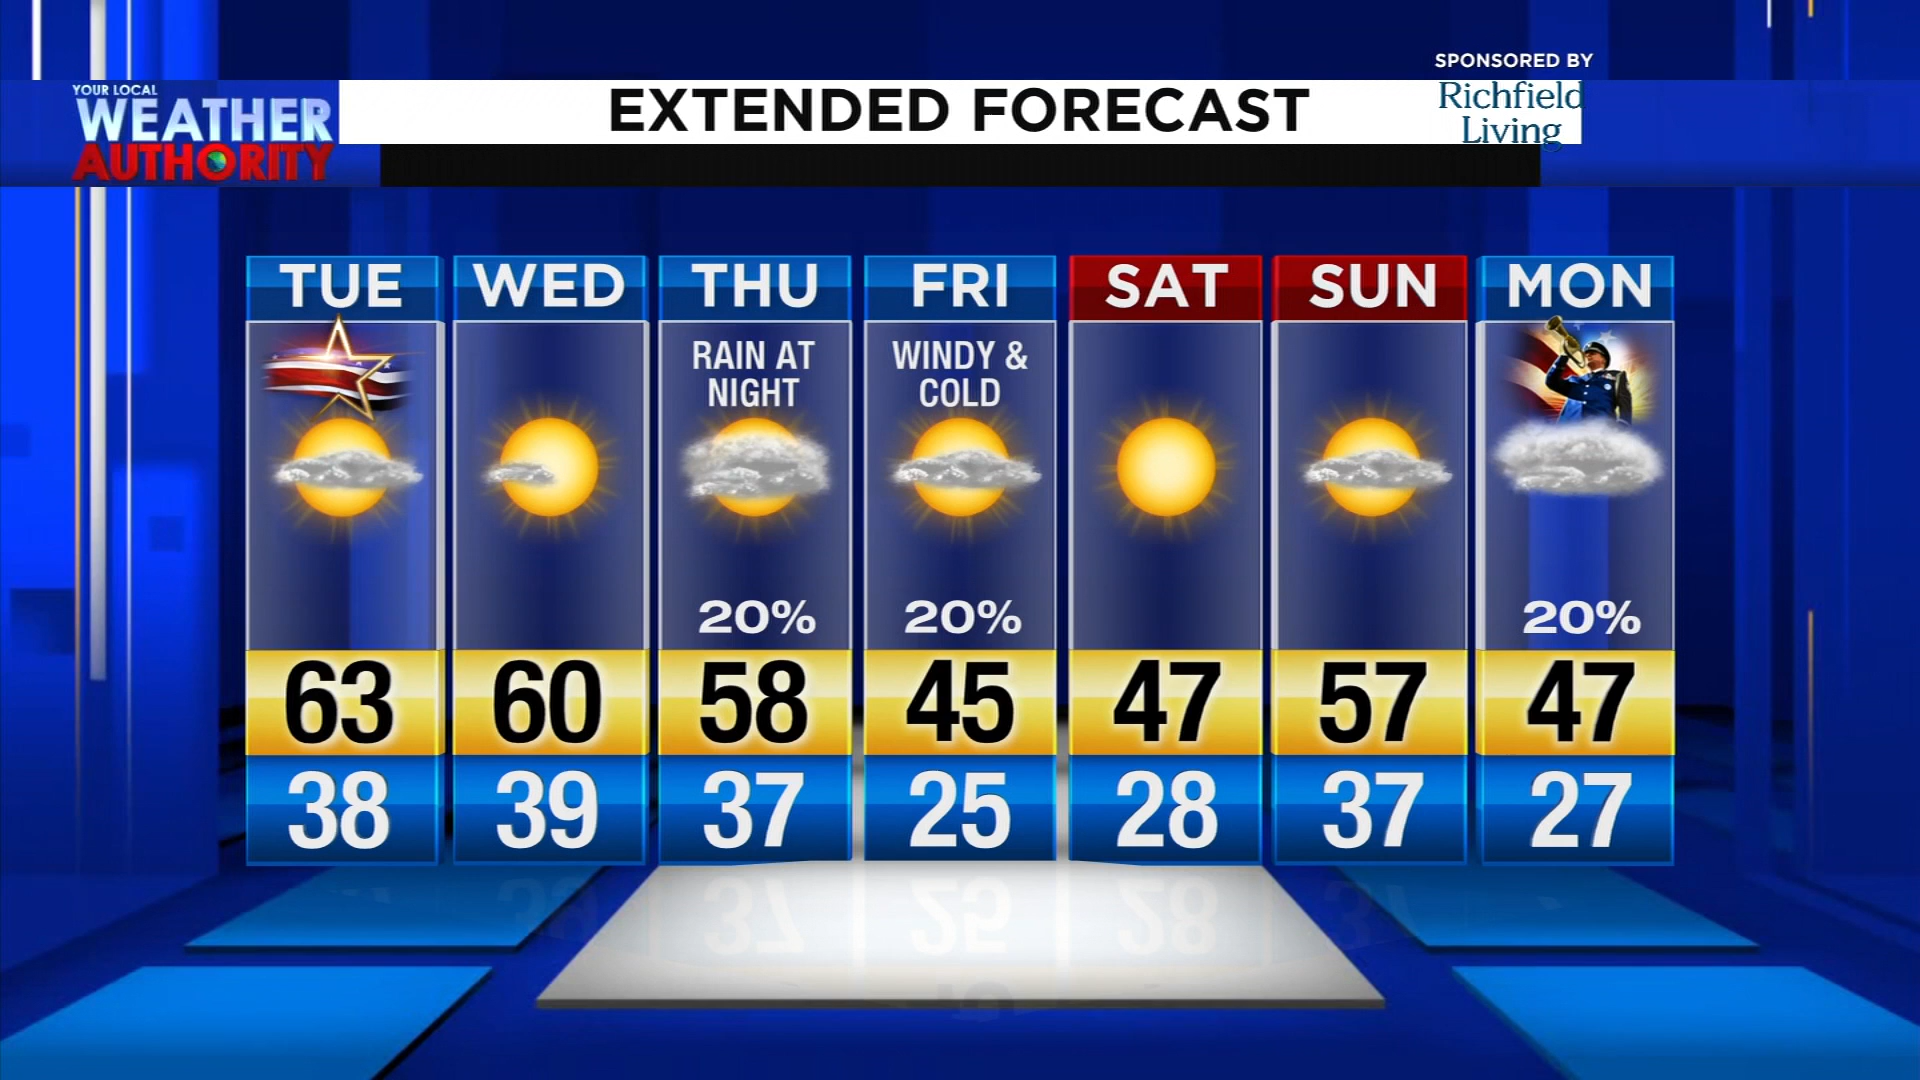 SPONSORED BY
YOUR LOCAL
WEATHER
AUTHORITY
EXTENDED FORECAST
Richfield
Living
TUE WED THU FRI SAT SUN MON
RAIN AT
NIGHT
WINDY &
COLD
20% 20% 20%
63 60 58 45 47 57 47
38 39 37 25 28 37 27